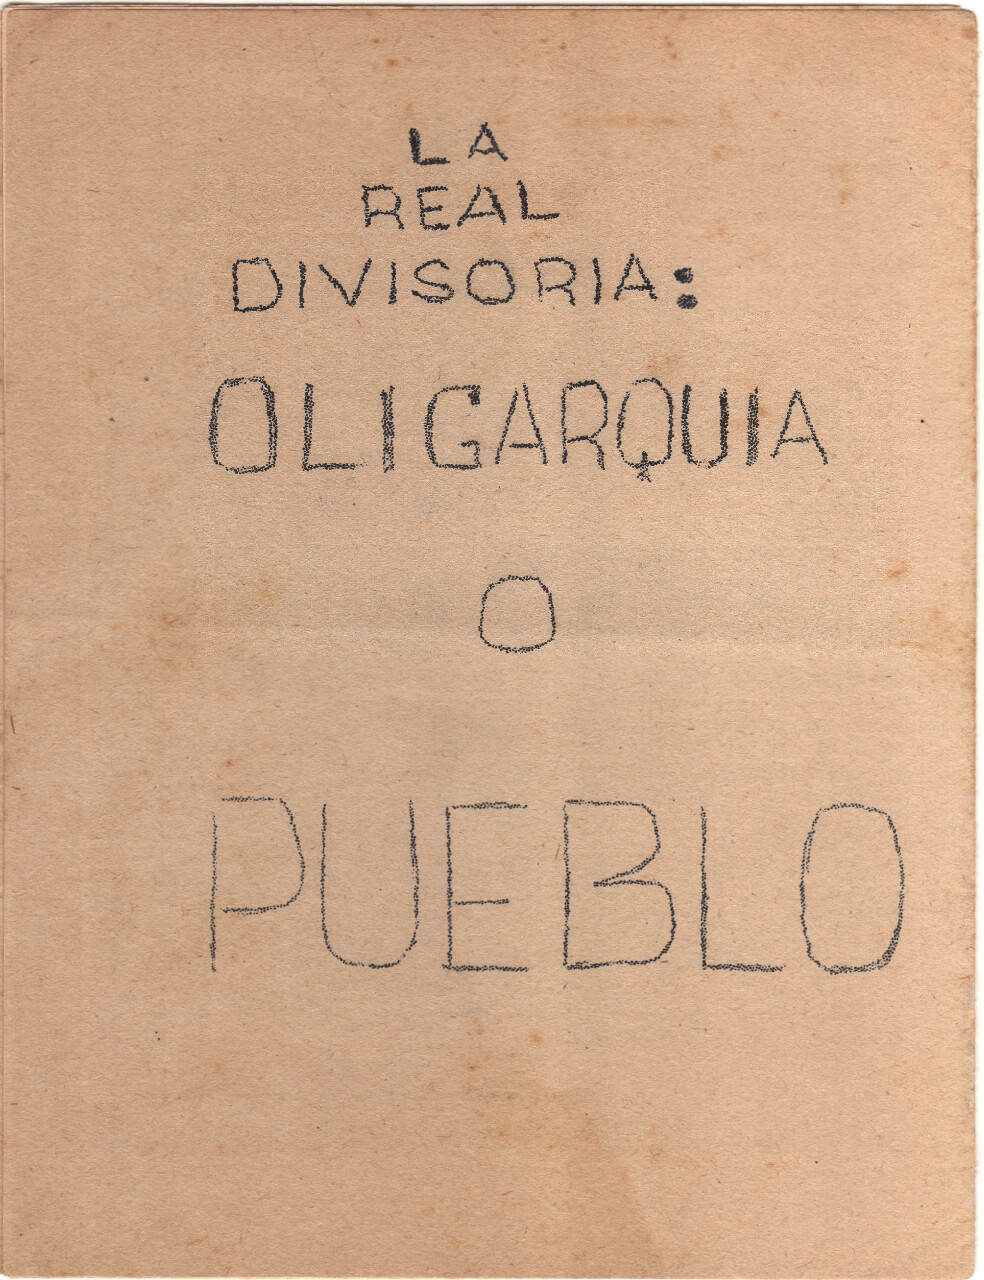 LA
REAL
DIVISORIA:
OLIGARQUIA
O
PUEBLO